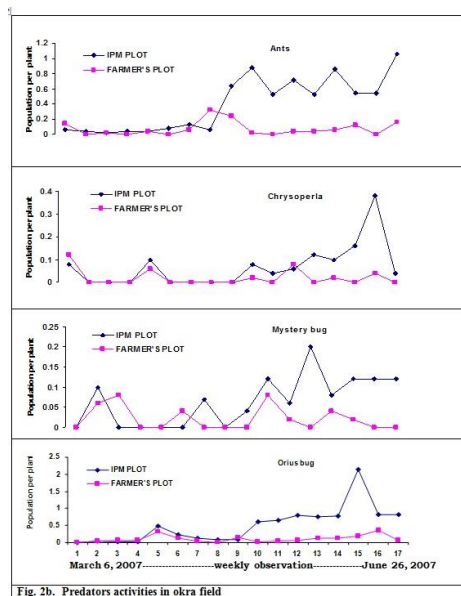 Ants
IPM PLOT
FARMER'S PLOT
Population per plant
1.2
1
0.8
0.6
0.4
0.2
0
Chrysoperla
IPM PLOT
FARMER'S PLOT
Population per plant
0.4
0.3
0.2
0.1
0
Mystery bug
IPM PLOT
FARMER'S PLOT
Population per plant
0.25
0.2
0.15
0.1
0.05
0
Orius bug
IPM PLOT
FARMER'S PLOT
Population per plant
2.5
2
1.5
1
0.5
0
1 2 3 4 5 6 7 8 9 10 11 12 13 14 15 16 17
March 6, 2007--------------weekly observation--------------June 26, 2007
Fig. 2b. Predators activities in okra field